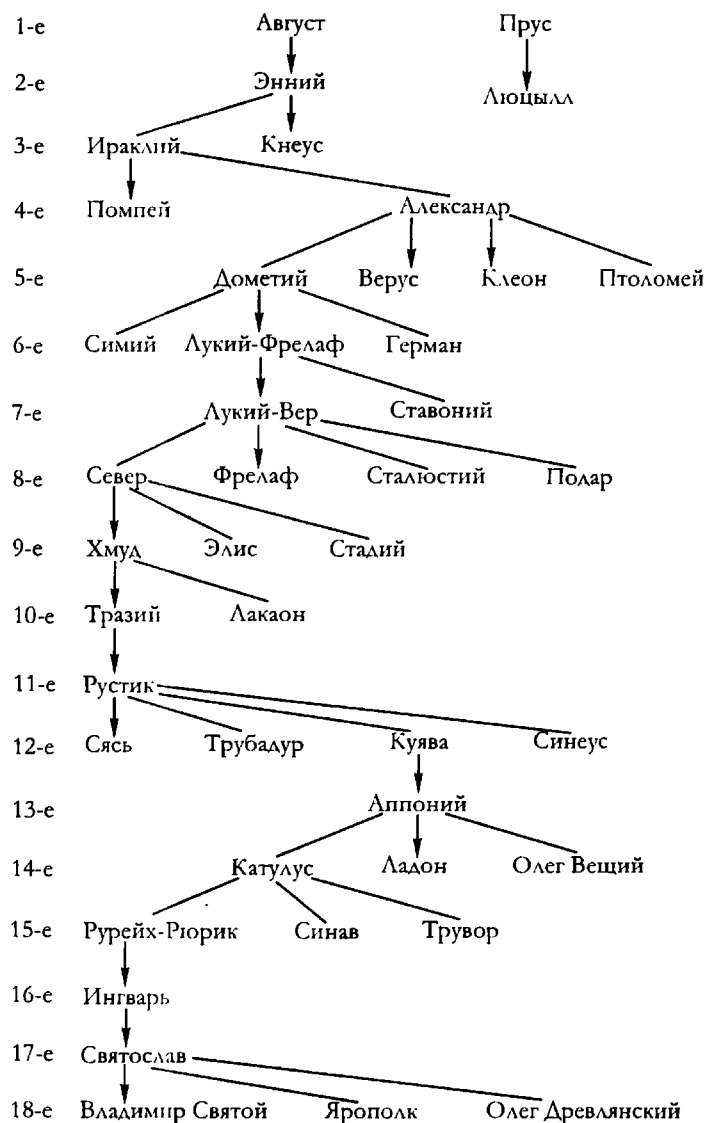 1-е Август Прус
2-е Энний Люцылл
3-е Ираклий Кнеус
4-е Помпей Александр
5-е Дометий Верус Клеон Птоломей
6-е Симий Лукий-Фрелаф Герман
7-е Лукий-Вер Ставоний
8-е Север Фрелаф Сталюстий Полар
9-е Хмуд Элис Стадий
10-е Тразий Лакаон
11-е Рустик
12-е Сясь Трубадур Куява Синеус
13-е Аппоний
14-е Катулус Ладон Олег Вещий
15-е Рурейх-Рюрик Синав Трувор
16-е Ингварь
17-е Святослав
18-е Владимир Святой Ярополк Олег Древлянский